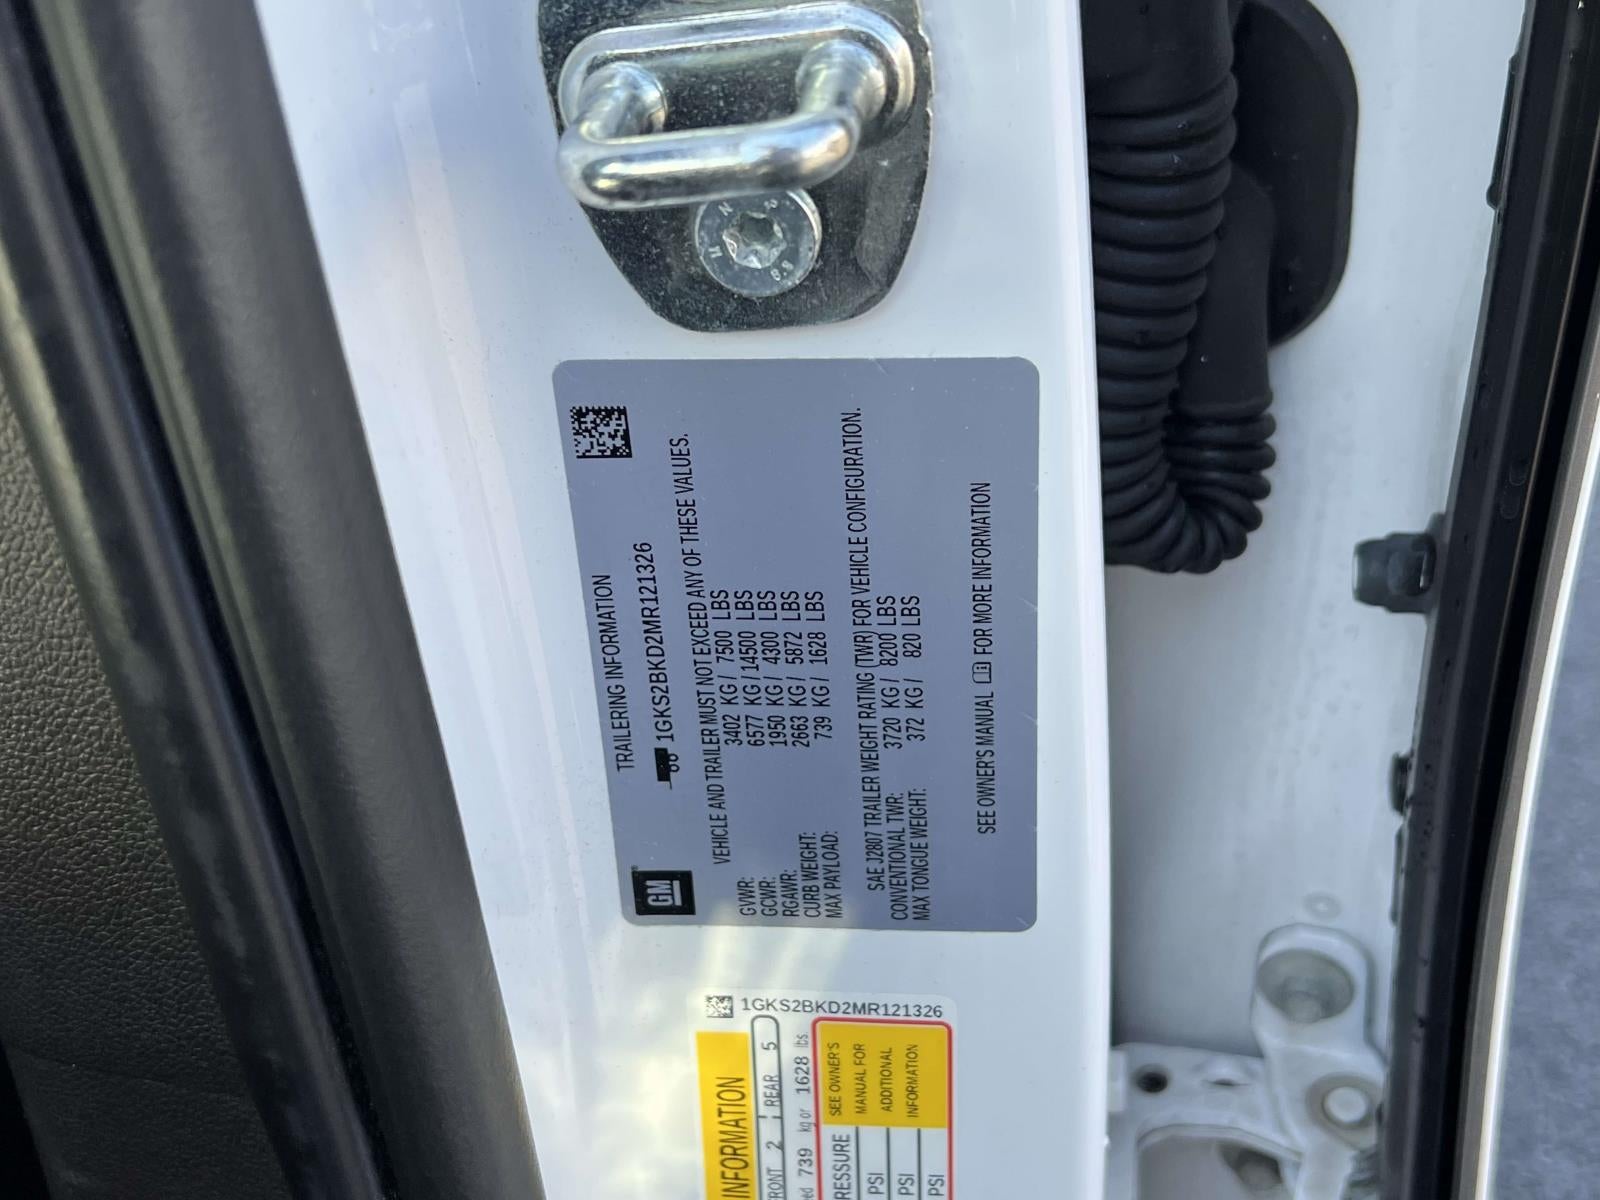 TRAILERING INFORMATION
GM
1GKS2BKD2MR121326
VEHICLE AND TRAILER MUST NOT EXCEED ANY OF THESE VALUES.
GVWR: 3402 KG / 7500 LBS
GCWR: 6577 KG / 14500 LBS
RGAWR: 1950 KG / 4300 LBS
CURB WEIGHT: 2663 KG / 5872 LBS
MAX PAYLOAD: 739 KG / 1628 LBS
SAE J2807 TRAILER WEIGHT RATING (TWR) FOR VEHICLE CONFIGURATION.
CONVENTIONAL TWR: 3720 KG / 8200 LBS
MAX TONGUE WEIGHT: 372 KG / 820 LBS
SEE OWNER'S MANUAL FOR MORE INFORMATION
1GKS2BKD2MR121326
INFORMATION
FRONT 2 REAR 5
739 kg or 1628 lbs.
SEE OWNER'S
MANUAL FOR
ADDITIONAL
INFORMATION
PSI
PSI
PSI
8.8